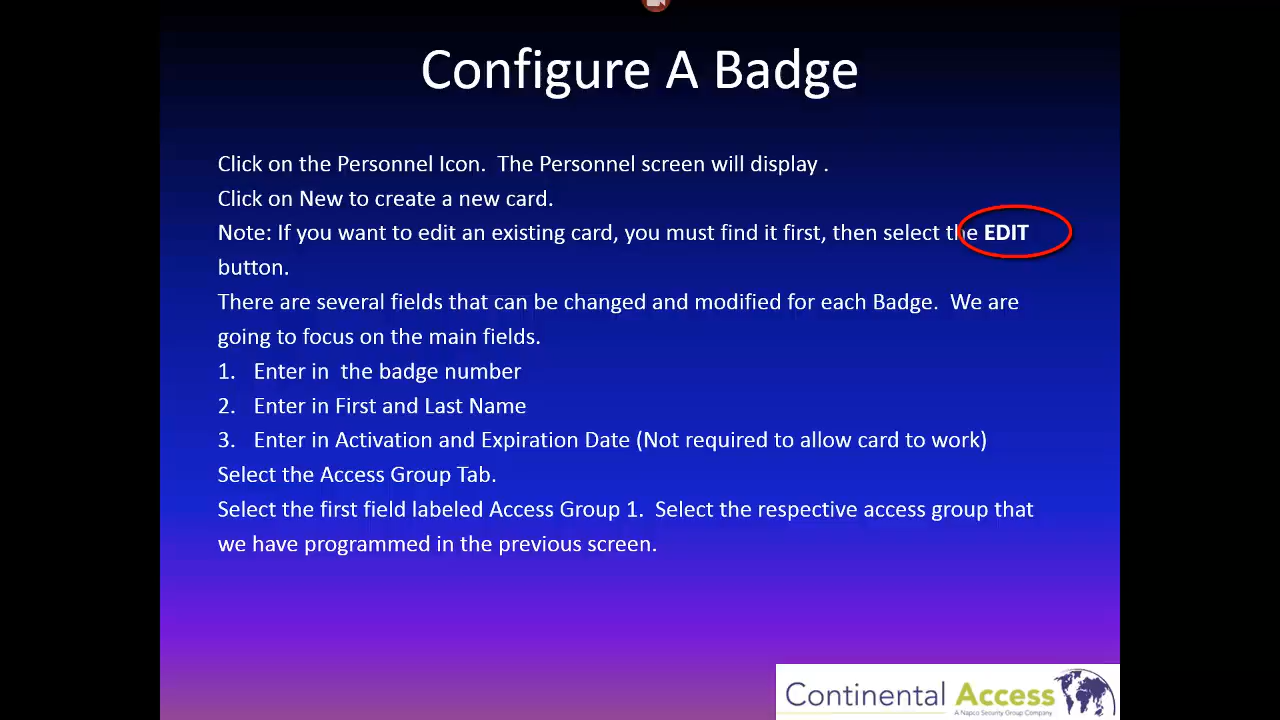 Configure A Badge
Click on the Personnel Icon.  The Personnel screen will display .
Click on New to create a new card.
Note: If you want to edit an existing card, you must find it first, then select the EDIT
button.
There are several fields that can be changed and modified for each Badge.  We are
going to focus on the main fields.
1. Enter in  the badge number
2. Enter in First and Last Name
3. Enter in Activation and Expiration Date (Not required to allow card to work)
Select the Access Group Tab.
Select the first field labeled Access Group 1.  Select the respective access group that
we have programmed in the previous screen.
Continental Access
A Napco Security Group Company